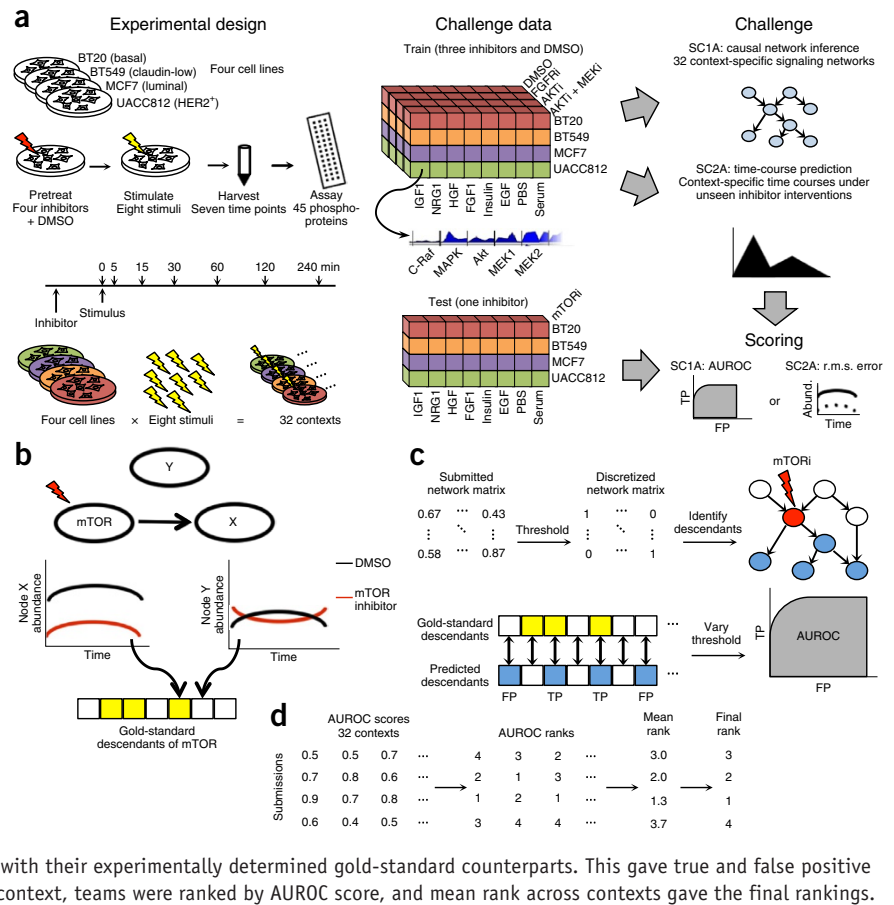 a
Experimental design
BT20 (basal)
BT549 (claudin-low)
MCF7 (luminal)
UACC812 (HER2+)
Four cell lines
Pretreat
Four inhibitors
+ DMSO
Stimulate
Eight stimuli
Harvest
Seven time points
Assay
45 phospho-
proteins
0 5 15 30 60 120 240 min
Inhibitor
Stimulus
Four cell lines × Eight stimuli = 32 contexts
Challenge data
Train (three inhibitors and DMSO)
DMSO
FGFRi
AKTi
AKTi + MEKi
BT20
BT549
MCF7
UACC812
IGF1
NRG1
HGF
FGF1
Insulin
EGF
PBS
Serum
C-Raf
MAPK
Akt
MEK1
MEK2
Test (one inhibitor)
mTORi
BT20
BT549
MCF7
UACC812
IGF1
NRG1
HGF
FGF1
Insulin
EGF
PBS
Serum
Challenge
SC1A: causal network inference
32 context-specific signaling networks
SC2A: time-course prediction
Context-specific time courses under
unseen inhibitor interventions
Scoring
SC1A: AUROC
TP
FP
or
SC2A: r.m.s. error
Abund.
Time
b
Y
mTOR
X
Node X
abundance
Time
Node Y
abundance
Time
DMSO
mTOR
inhibitor
Gold-standard
descendants of mTOR
c
Submitted
network matrix
0.67 ··· 0.43
⋮ ⋱ ⋮
0.58 ··· 0.87
Threshold
Discretized
network matrix
1 ··· 0
⋮ ⋱ ⋮
0 ··· 1
Identify
descendants
mTORi
Gold-standard
descendants
···
Predicted
descendants
···
FP TP TP FP
Vary
threshold
TP
AUROC
FP
d
Submissions
AUROC scores
32 contexts
0.5 0.5 0.7 ···
0.7 0.8 0.6 ···
0.9 0.7 0.8 ···
0.6 0.4 0.5 ···
AUROC ranks
4 3 2 ···
2 1 3 ···
1 2 1 ···
3 4 4 ···
Mean
rank
3.0
2.0
1.3
3.7
Final
rank
3
2
1
4
with their experimentally determined gold-standard counterparts. This gave true and false positive
context, teams were ranked by AUROC score, and mean rank across contexts gave the final rankings.